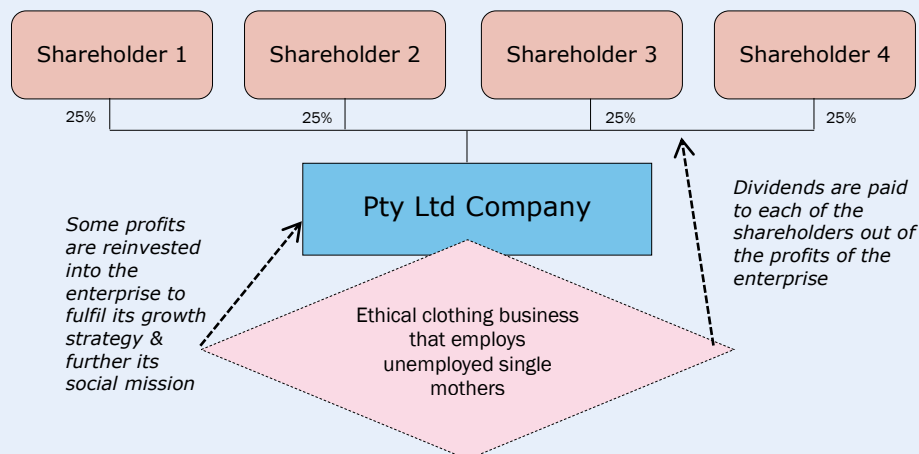 Shareholder 1
Shareholder 2
Shareholder 3
Shareholder 4
25%
25%
25%
25%
Pty Ltd Company
Some profits
are reinvested
into the
enterprise to
fulfil its growth
strategy &
further its
social mission
Dividends are paid
to each of the
shareholders out of
the profits of the
enterprise
Ethical clothing business
that employs
unemployed single
mothers